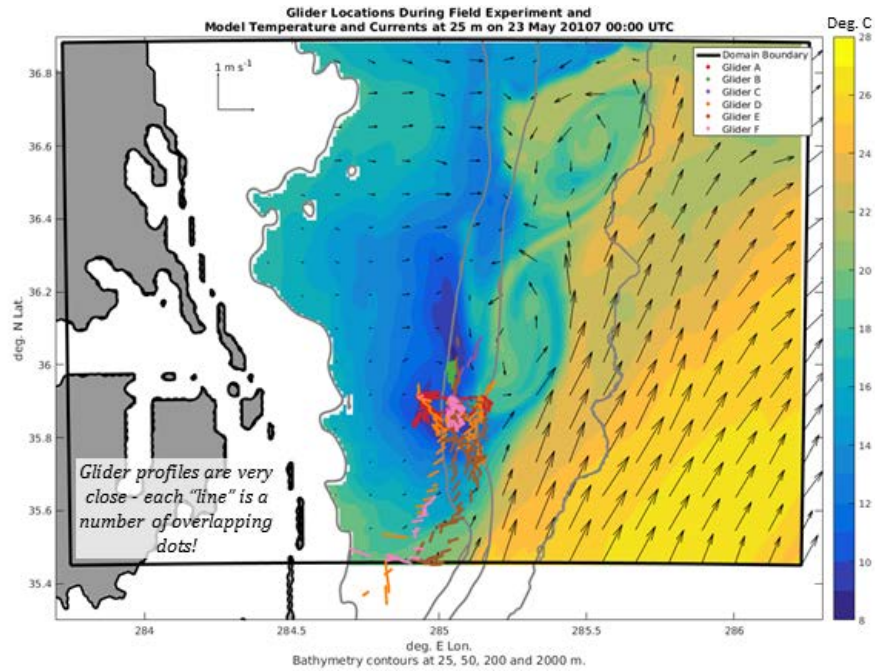 Glider Locations During Field Experiment and
Model Temperature and Currents at 25 m on 23 May 20107 00:00 UTC
Deg. C
1 m s-1
Domain Boundary
Glider A
Glider B
Glider C
Glider D
Glider E
Glider F
deg. N Lat.
36.8
36.6
36.4
36.2
36
35.8
35.6
35.4
28
26
24
22
20
18
16
14
12
10
8
Glider profiles are very
close - each "line" is a
number of overlapping
dots!
284
284.5
285
285.5
286
deg. E Lon.
Bathymetry contours at 25, 50, 200 and 2000 m.